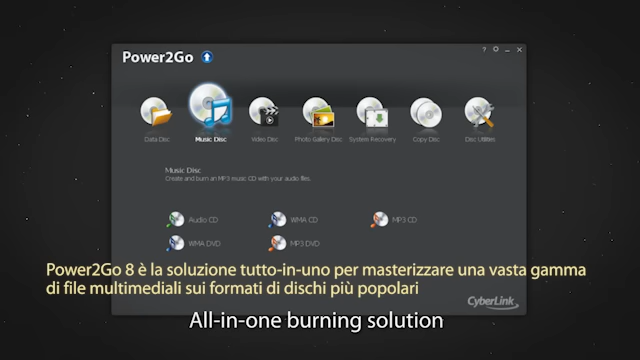 Power2Go
Data Disc Music Disc Video Disc Photo Gallery Disc System Recovery Copy Disc Disc Utilities
Music Disc
Create and burn an MP3 music CD with your audio files.
Audio CD WMA CD MP3 CD
WMA DVD MP3 DVD
Power2Go 8 è la soluzione tutto-in-uno per masterizzare una vasta gamma
di file multimediali sui formati di dischi più popolari
CyberLink
All-in-one burning solution